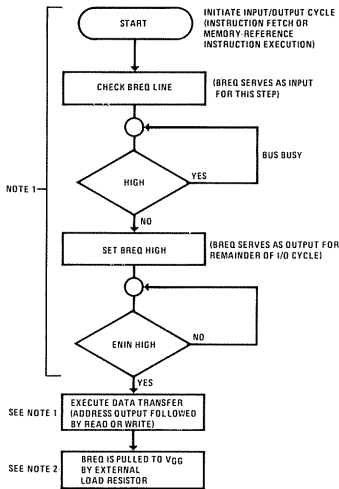 START
INITIATE INPUT/OUTPUT CYCLE
(INSTRUCTION FETCH OR
MEMORY-REFERENCE
INSTRUCTION EXECUTION)
CHECK BREQ LINE
(BREQ SERVES AS INPUT
FOR THIS STEP)
BUS BUSY
HIGH
YES
NOTE 1
NO
SET BREQ HIGH
(BREQ SERVES AS OUTPUT FOR
REMAINDER OF I/O CYCLE)
ENIN HIGH
NO
YES
SEE NOTE 1
EXECUTE DATA TRANSFER
(ADDRESS OUTPUT FOLLOWED
BY READ OR WRITE)
SEE NOTE 2
BREQ IS PULLED TO VGG
BY EXTERNAL
LOAD RESISTOR